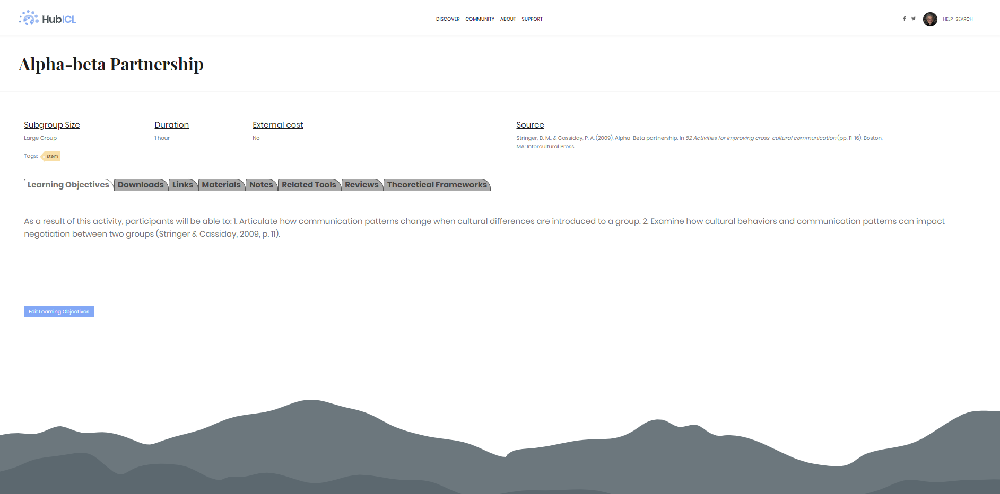 HubICL
DISCOVER COMMUNITY ABOUT SUPPORT
HELP SEARCH
Alpha-beta Partnership
Subgroup Size
Large Group
Duration
1 hour
External cost
No
Source
Stringer, D. M., & Cassiday, P. A. (2009). Alpha-Beta partnership. In 52 Activities for improving cross-cultural communication (pp. 11-16). Boston,
MA: Intercultural Press.
Tags: stem
Learning Objectives Downloads Links Materials Notes Related Tools Reviews Theoretical Frameworks
As a result of this activity, participants will be able to: 1. Articulate how communication patterns change when cultural differences are introduced to a group. 2. Examine how cultural behaviors and communication patterns can impact
negotiation between two groups (Stringer & Cassiday, 2009, p. 11).
Edit Learning Objectives